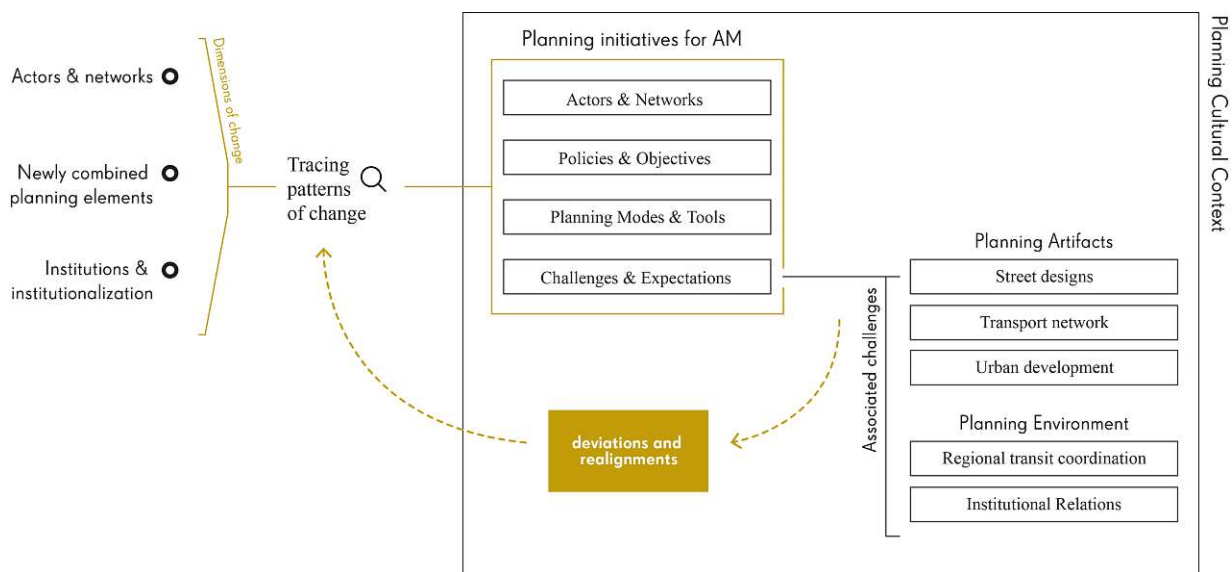 Actors & networks
Newly combined
planning elements
Institutions &
institutionalization
Dimensions of change
Tracing
patterns
of change
Planning initiatives for AM
Actors & Networks
Policies & Objectives
Planning Modes & Tools
Challenges & Expectations
deviations and
realignments
Associated challenges
Planning Artifacts
Street designs
Transport network
Urban development
Planning Environment
Regional transit coordination
Institutional Relations
Planning Cultural Context